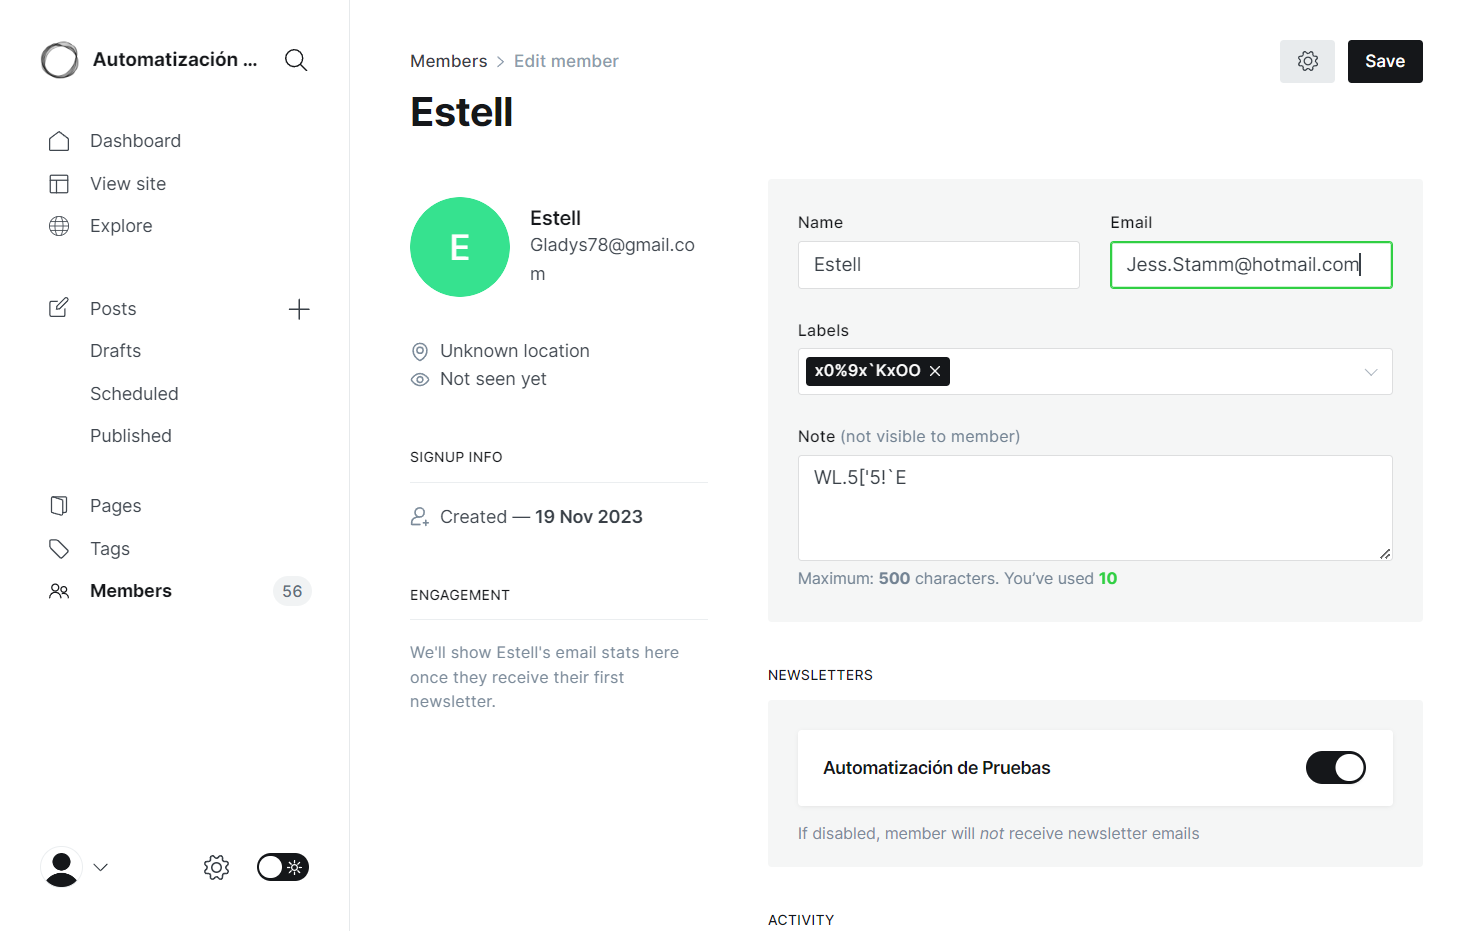 Automatización ...
Dashboard
View site
Explore
Posts
Drafts
Scheduled
Published
Pages
Tags
Members
56
Members > Edit member
Save
Estell
E
Estell
Gladys78@gmail.co
m
Unknown location
Not seen yet
SIGNUP INFO
Created — 19 Nov 2023
ENGAGEMENT
We'll show Estell's email stats here
once they receive their first
newsletter.
Name
Estell
Email
Jess.Stamm@hotmail.com
Labels
x0%9x`KxOO
Note (not visible to member)
WL.5['5!`E
Maximum: 500 characters. You’ve used 10
NEWSLETTERS
Automatización de Pruebas
If disabled, member will not receive newsletter emails
ACTIVITY